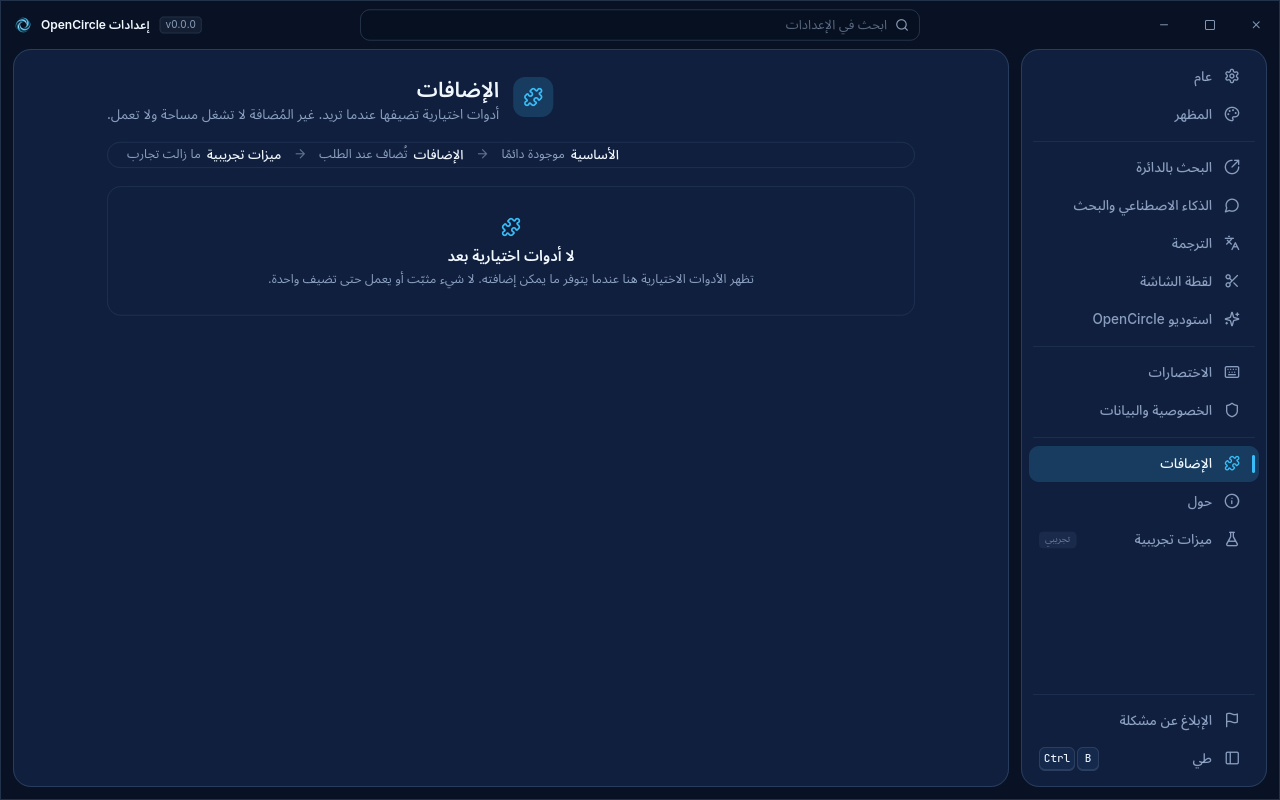 إعدادات OpenCircle
v0.0.0
ابحث في الإعدادات
عام
المظهر
البحث بالدائرة
الذكاء الاصطناعي والبحث
الترجمة
لقطة الشاشة
استوديو OpenCircle
الاختصارات
الخصوصية والبيانات
الإضافات
حول
ميزات تجريبية
تجريبي
الإبلاغ عن مشكلة
طي
Ctrl B
الإضافات
أدوات اختيارية تضيفها عندما تريد. غير المُضافة لا تشغل مساحة ولا تعمل.
الأساسية موجودة دائمًا → الإضافات تُضاف عند الطلب → ميزات تجريبية ما زالت تجارب
لا أدوات اختيارية بعد
تظهر الأدوات الاختيارية هنا عندما يتوفر ما يمكن إضافته. لا شيء مثبّت أو يعمل حتى تضيف واحدة.